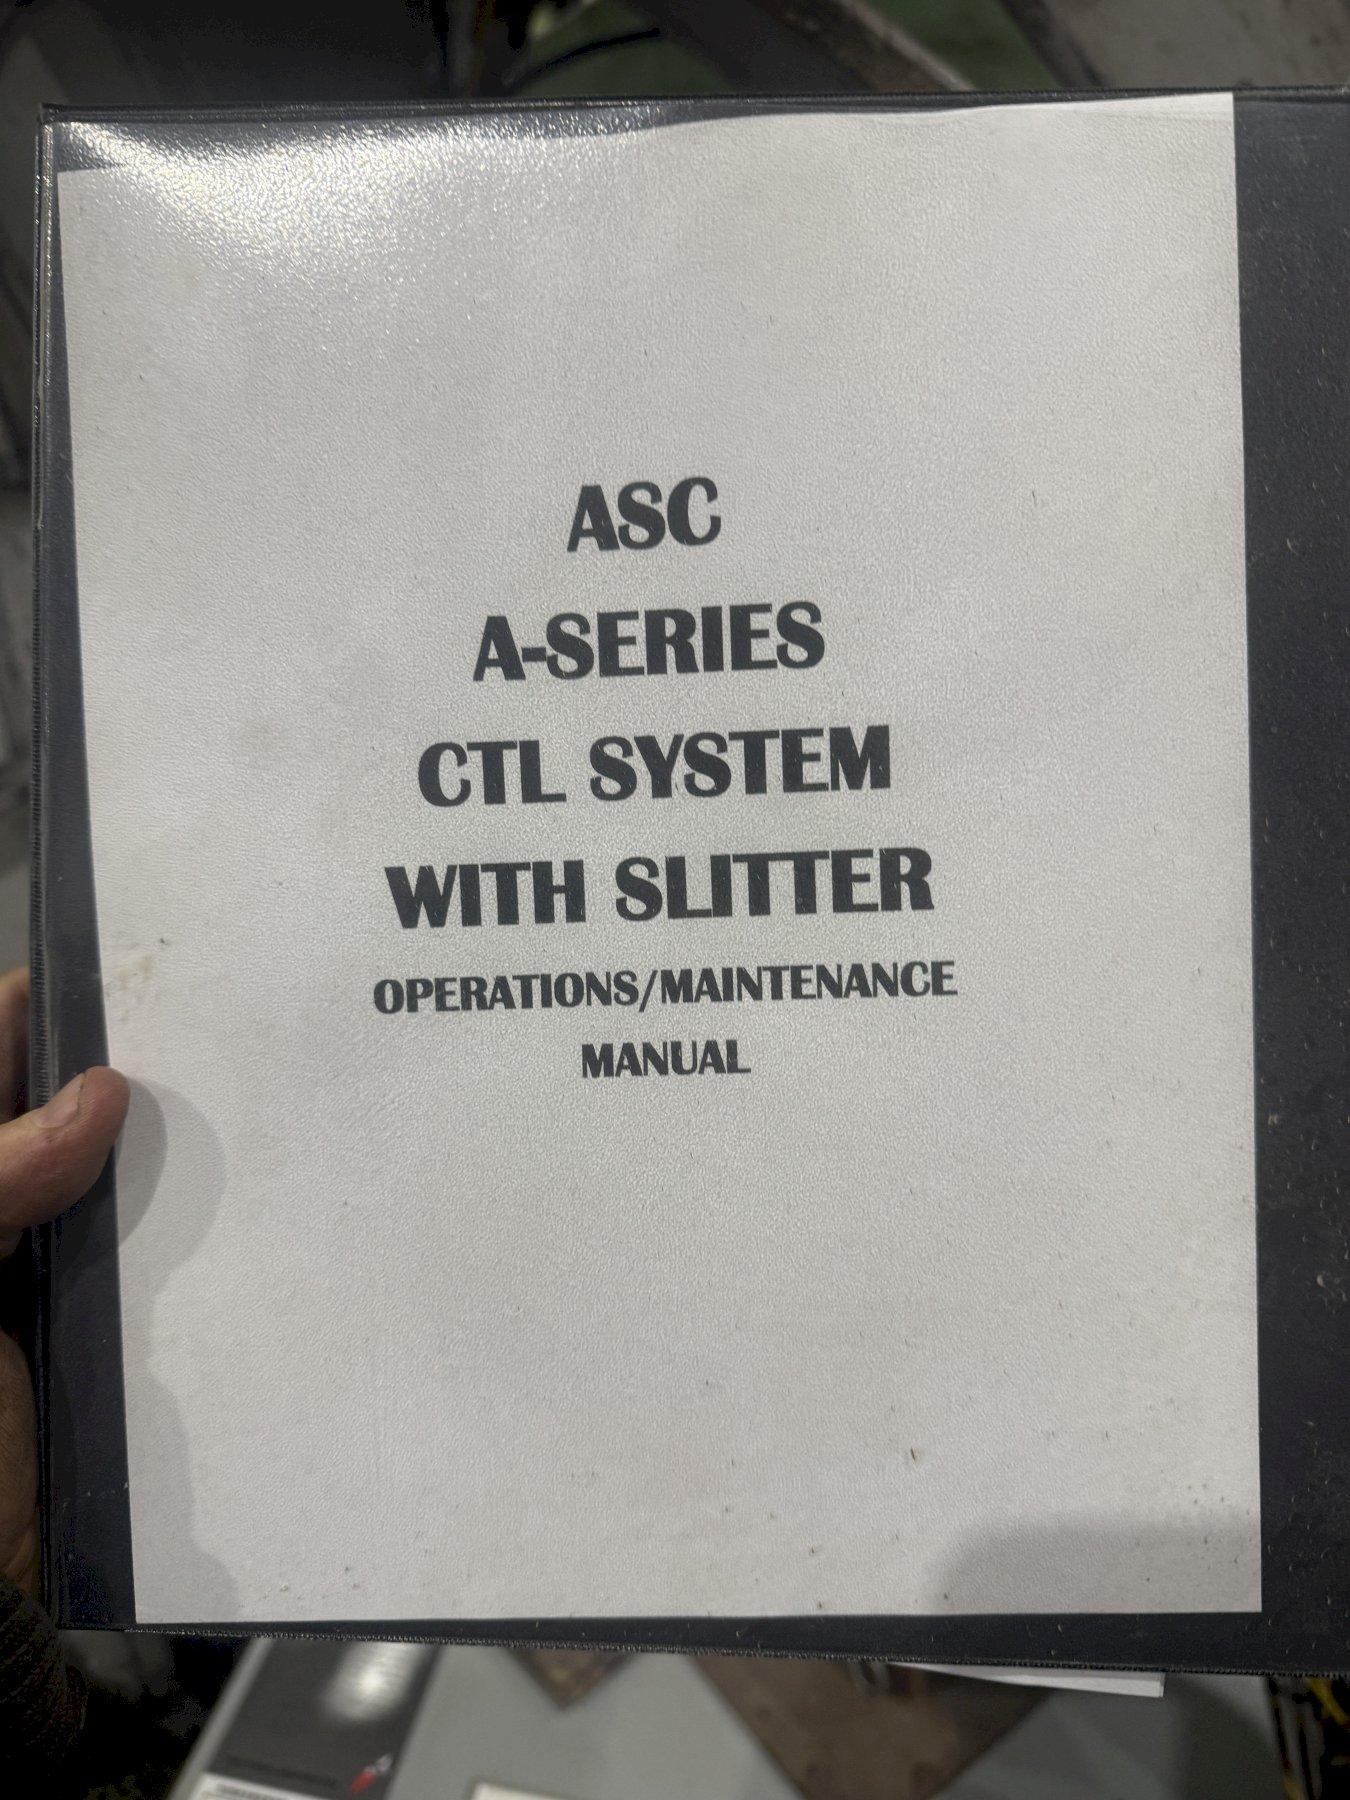 ASC
A-SERIES
CTL SYSTEM
WITH SLITTER
OPERATIONS/MAINTENANCE
MANUAL